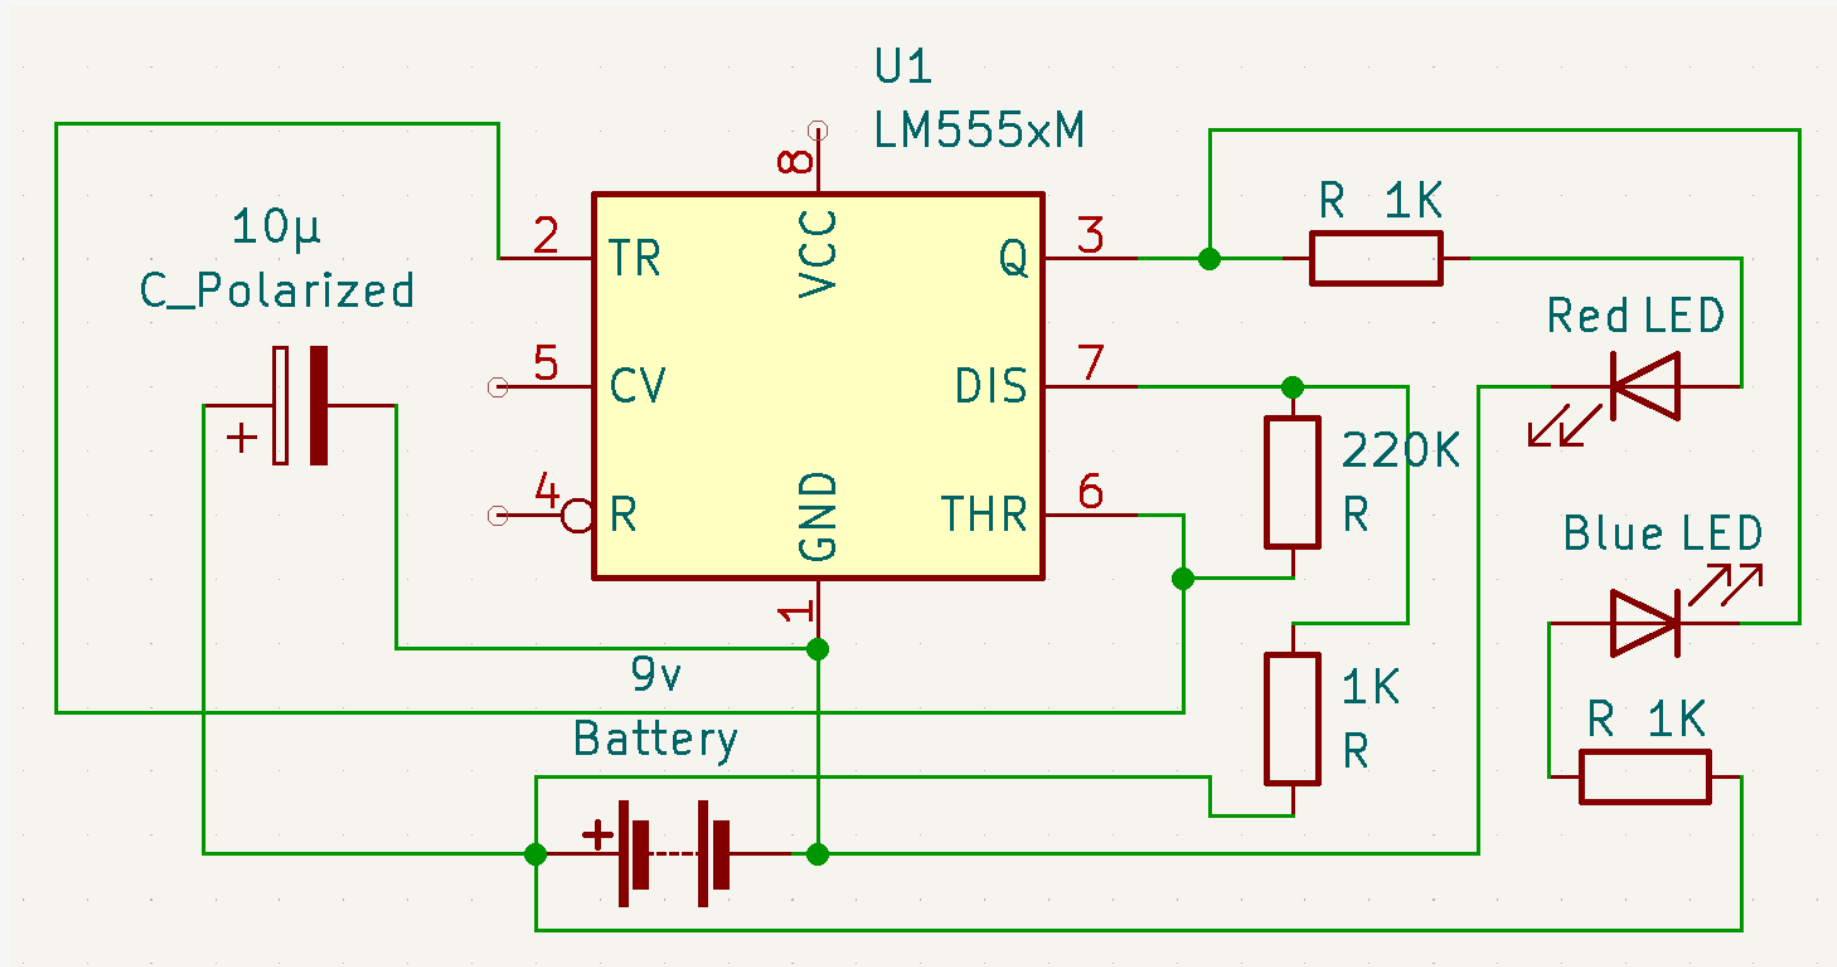 U1
LM555xM
8
10µ
C_Polarized
+
2
TR
VCC
Q
3
R 1K
Red LED
5
CV
DIS
7
220K
R
4
R
GND
THR
6
Blue LED
1
9v
Battery
+
1K
R
R 1K